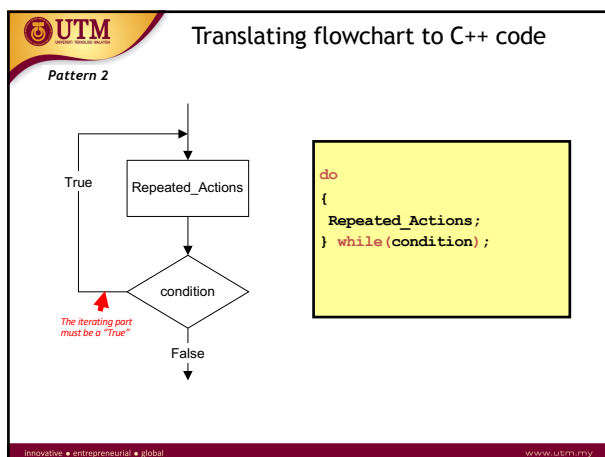 UTM
UNIVERSITI TEKNOLOGI MALAYSIA
Translating flowchart to C++ code
Pattern 2
True
Repeated_Actions
condition
The iterating part
must be a "True"
False
do
{
Repeated_Actions;
} while(condition);
innovative ● entrepreneurial ● global
www.utm.my